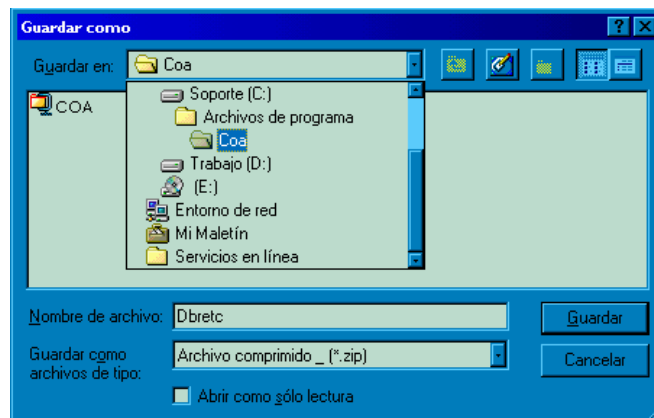 Guardar como
Guardar en: Coa
COA
Soporte (C:)
Archivos de programa
Coa
Trabajo (D:)
(E:)
Entorno de red
Mi Maletín
Servicios en línea
Nombre de archivo: Dbretc Guardar
Guardar como archivos de tipo: Archivo comprimido _ (*.zip) Cancelar
Abrir como sólo lectura